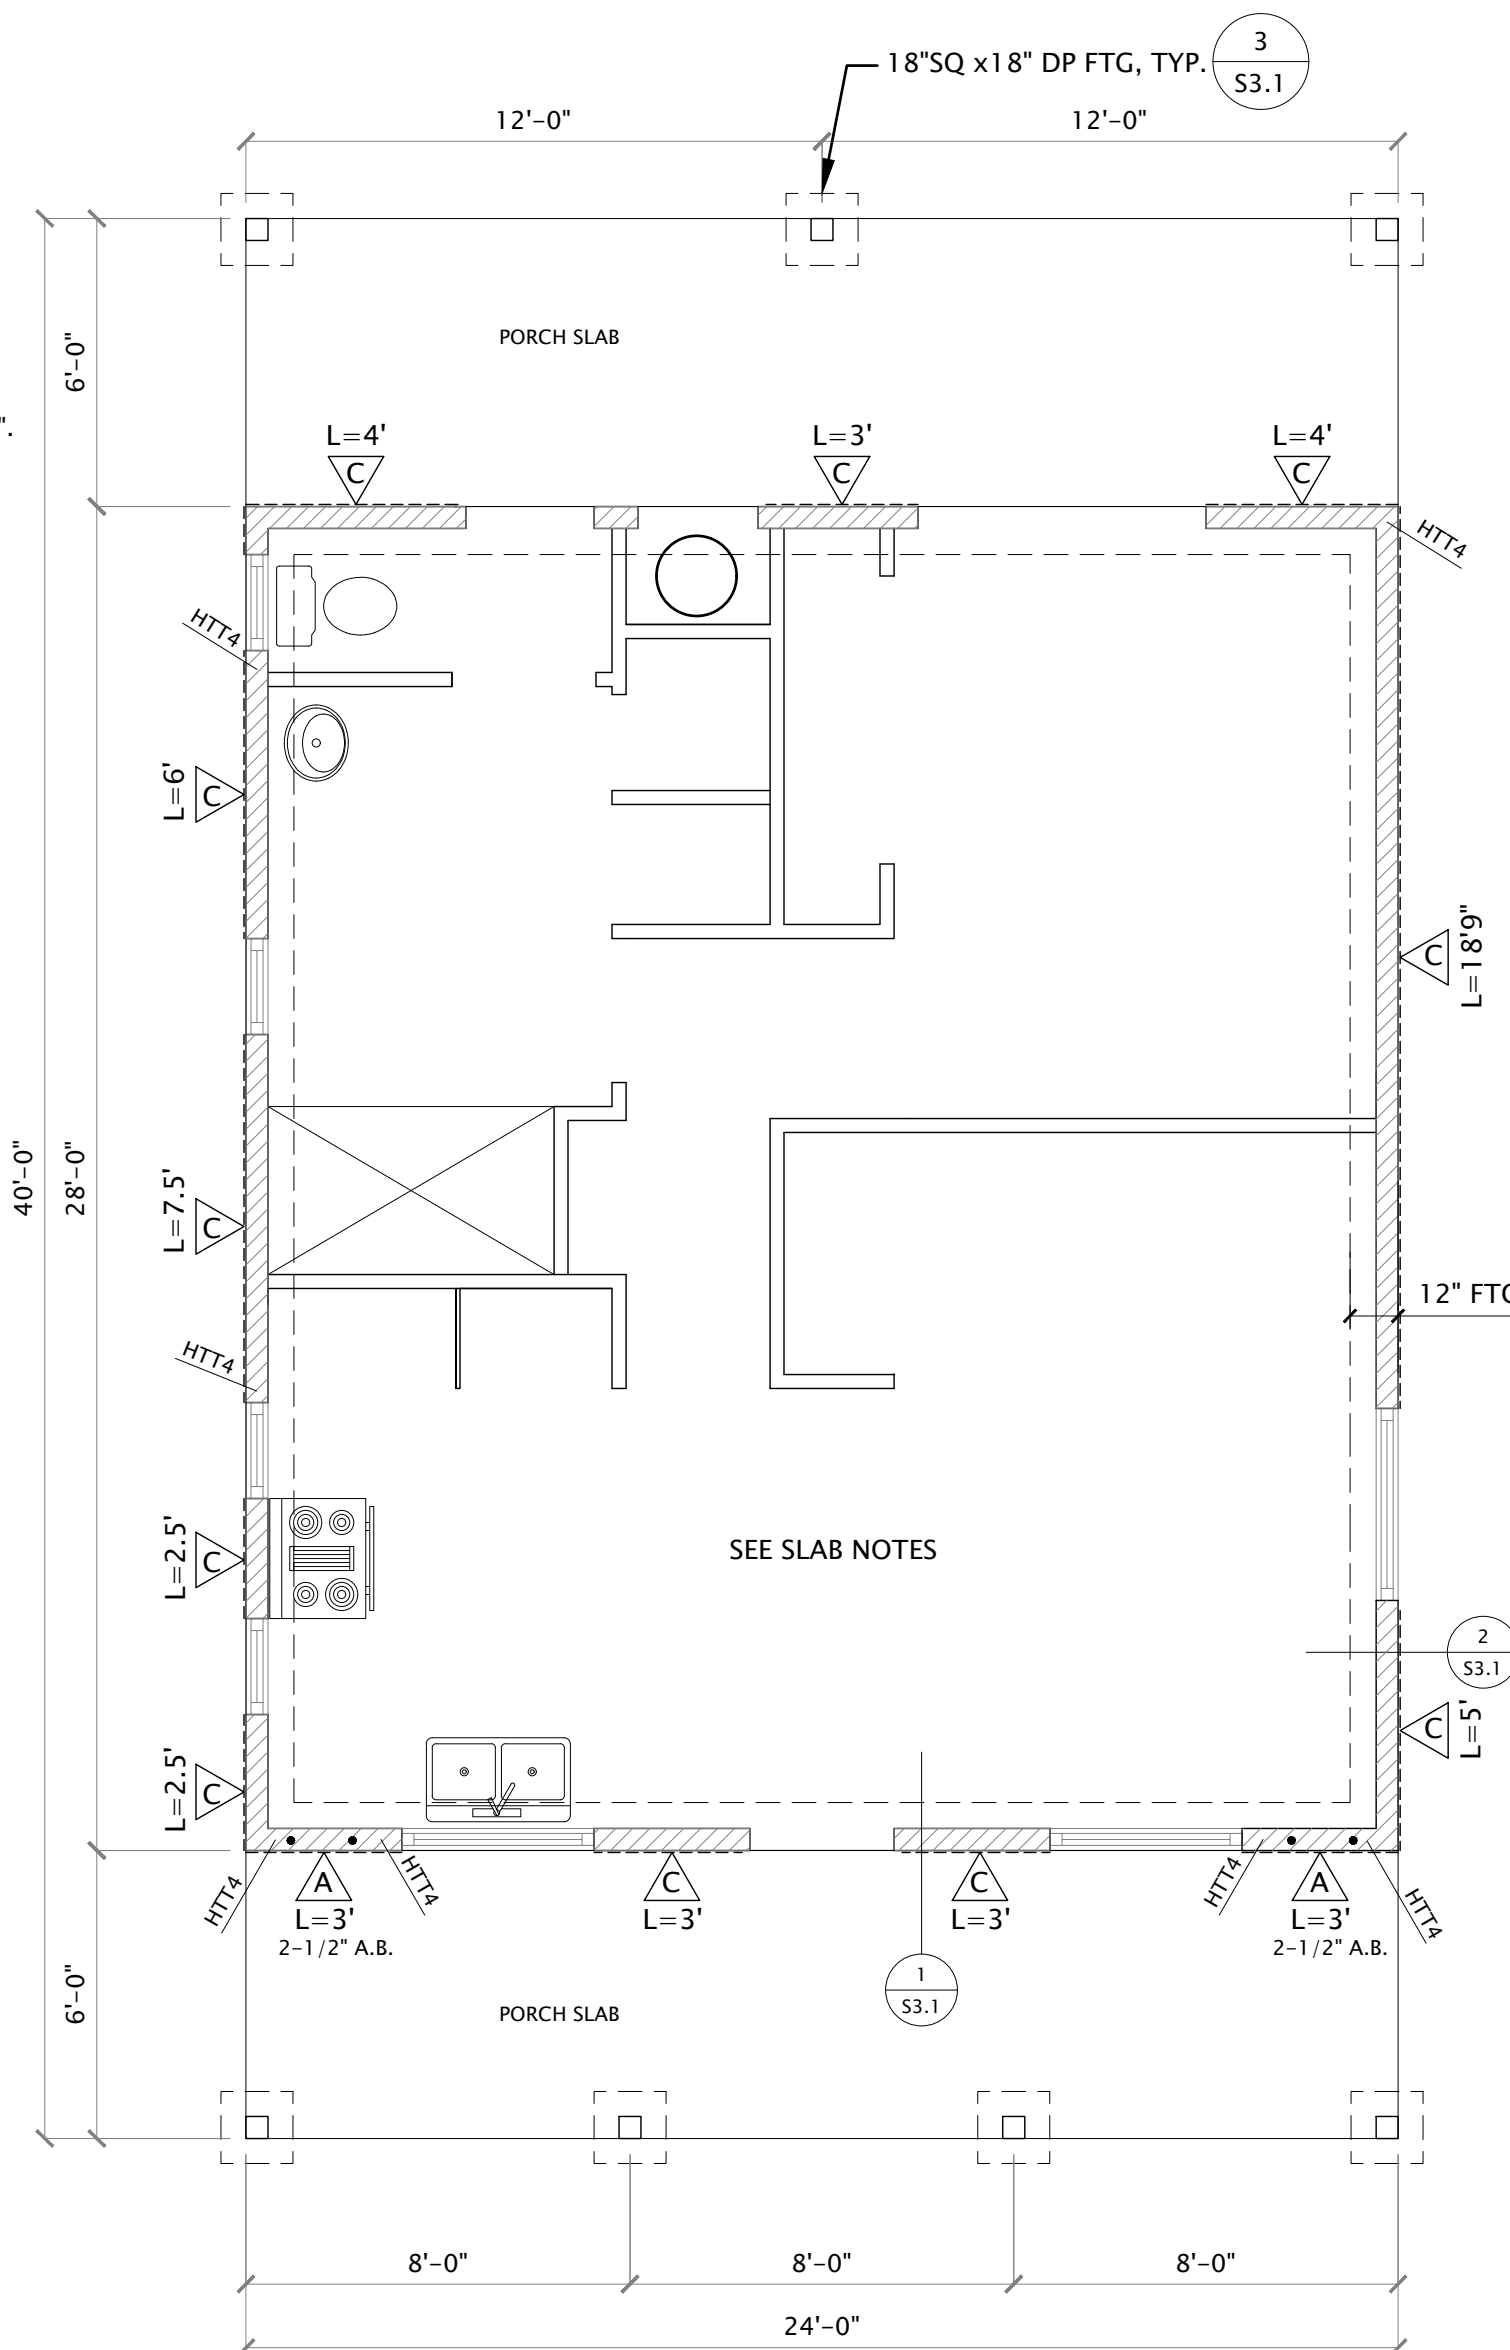 3
18"SQ x18" DP FTG, TYP.
S3.1
12'-0"
12'-0"
6'-0"
PORCH SLAB
".
L=4'
L=3'
L=4'
C
C
C
HTT4
HTT4
L=6'
C
C
L=18'9"
40'-0"
28'-0"
L=7.5'
C
12" FTG
HTT4
L=2.5'
C
SEE SLAB NOTES
2
S3.1
C
L=5'
L=2.5'
C
HTT4
HTT4
HTT4
HTT4
A
C
C
A
L=3'
L=3'
L=3'
L=3'
2-1/2" A.B.
2-1/2" A.B.
1
S3.1
6'-0"
PORCH SLAB
8'-0"
8'-0"
8'-0"
24'-0"